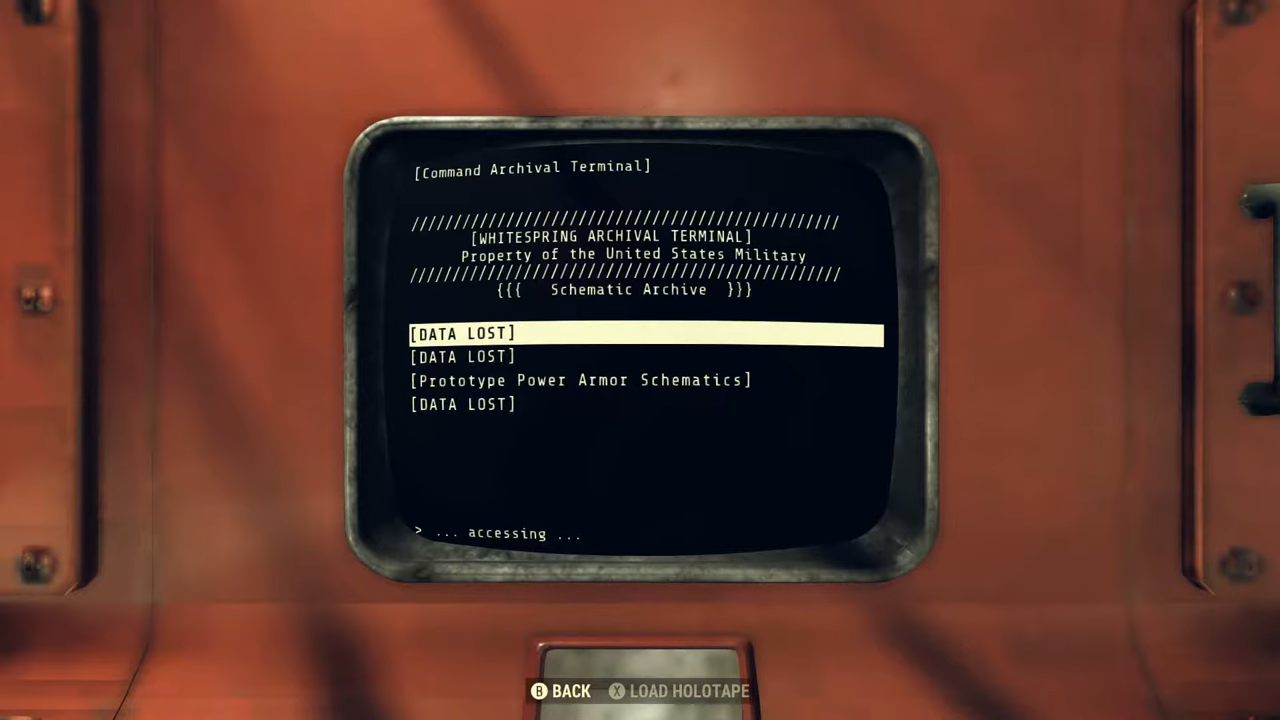 [Command Archival Terminal]
///////////////////////////////////////////////////
[WHITESPRING ARCHIVAL TERMINAL]
Property of the United States Military
///////////////////////////////////////////////////
{{{   Schematic Archive  }}}
[DATA LOST]
[DATA LOST]
[Prototype Power Armor Schematics]
[DATA LOST]
> ... accessing ...
B BACK X LOAD HOLOTAPE